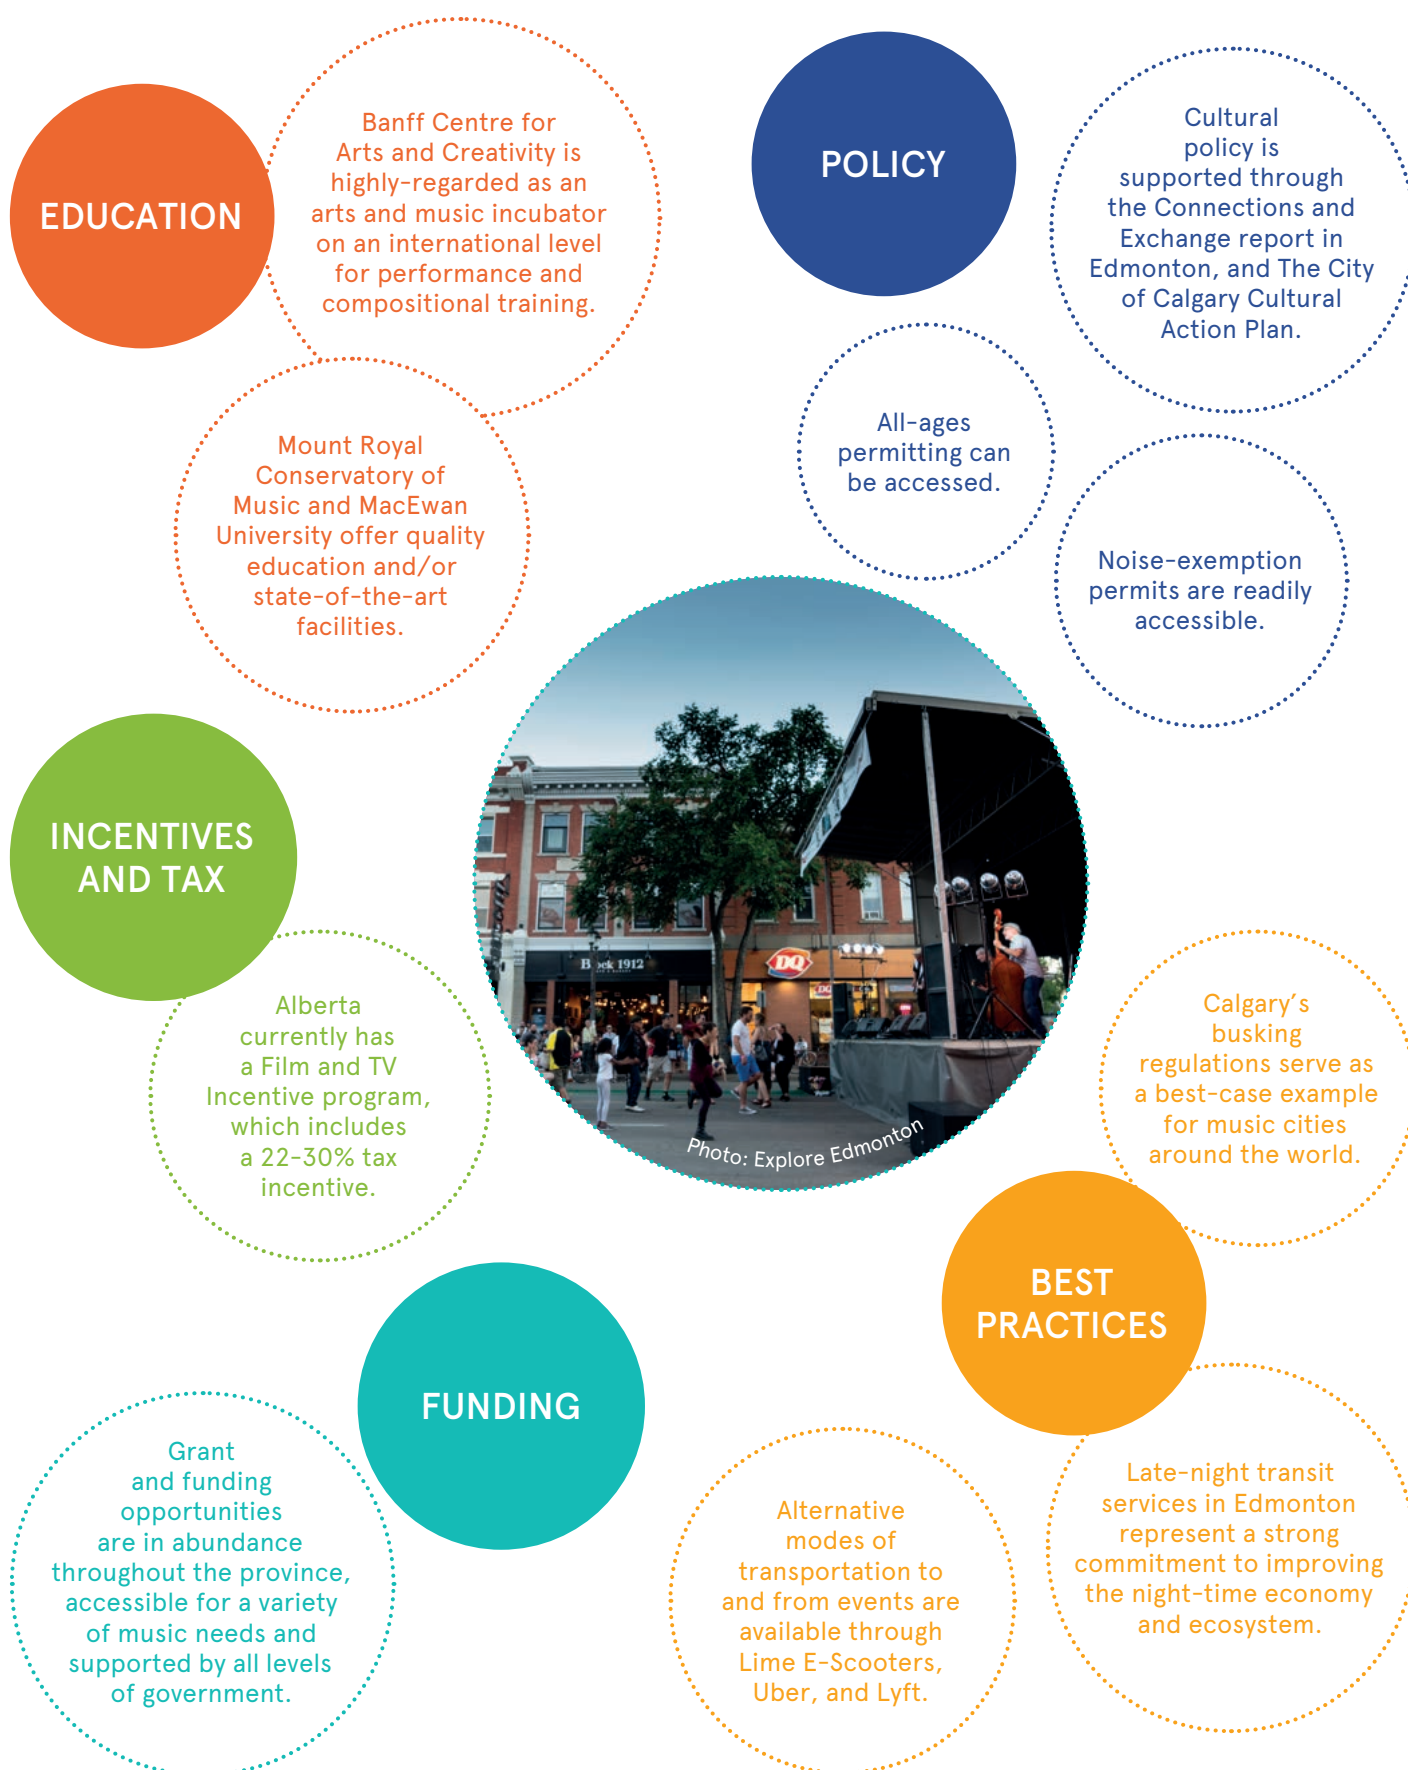 EDUCATION
Banff Centre for
Arts and Creativity is
highly-regarded as an
arts and music incubator
on an international level
for performance and
compositional training.
Mount Royal
Conservatory of
Music and MacEwan
University offer quality
education and/or
state-of-the-art
facilities.
POLICY
Cultural
policy is
supported through
the Connections and
Exchange report in
Edmonton, and The City
of Calgary Cultural
Action Plan.
All-ages
permitting can
be accessed.
Noise-exemption
permits are readily
accessible.
INCENTIVES
AND TAX
Alberta
currently has
a Film and TV
Incentive program,
which includes
a 22-30% tax
incentive.
Block 1912
DQ
DQ
Photo: Explore Edmonton
Calgary's
busking
regulations serve as
a best-case example
for music cities
around the world.
BEST
PRACTICES
Late-night transit
services in Edmonton
represent a strong
commitment to improving
the night-time economy
and ecosystem.
Alternative
modes of
transportation to
and from events are
available through
Lime E-Scooters,
Uber, and Lyft.
FUNDING
Grant
and funding
opportunities
are in abundance
throughout the province,
accessible for a variety
of music needs and
supported by all levels
of government.